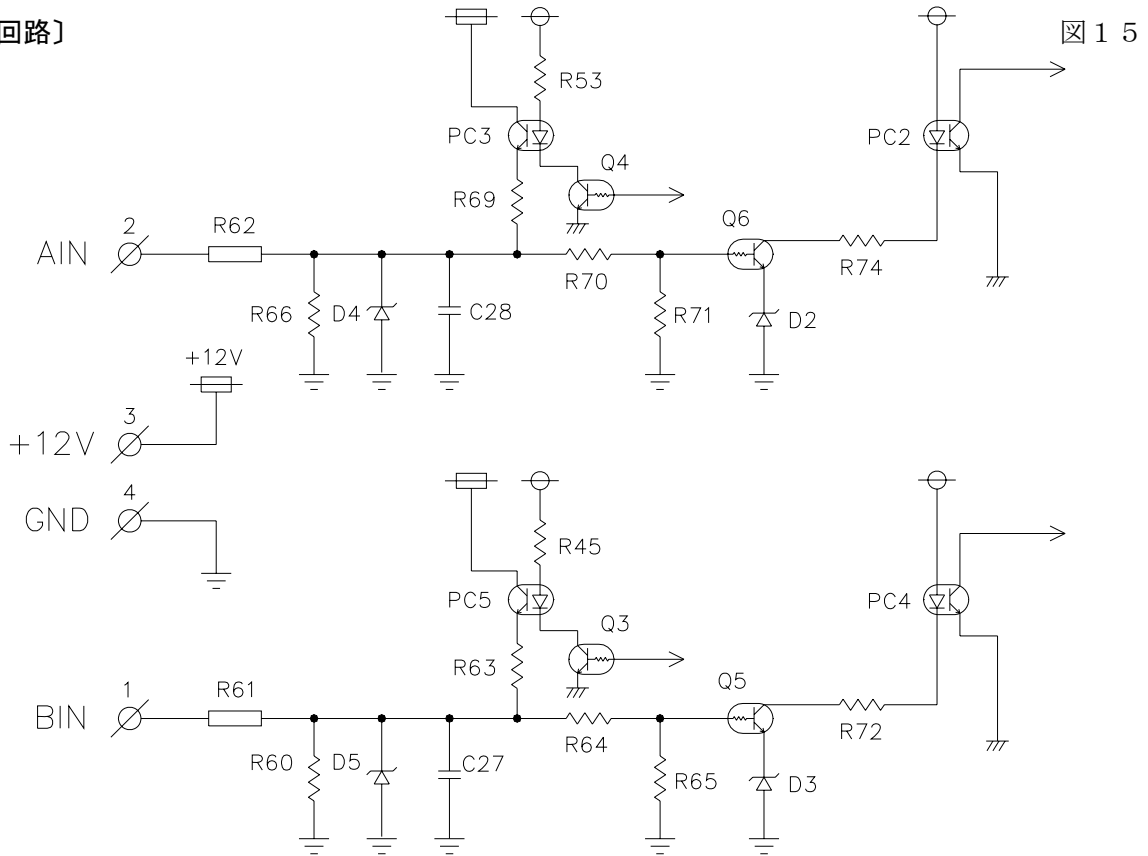 回路〕
図１５
R53
PC3
PC2
Q4
R69
Q6
2
R62
AIN
R70
R74
R66
D4
C28
R71
D2
+12V
3
+12V
4
GND
R45
PC5
PC4
Q3
R63
Q5
1
R61
BIN
R64
R72
R60
D5
C27
R65
D3